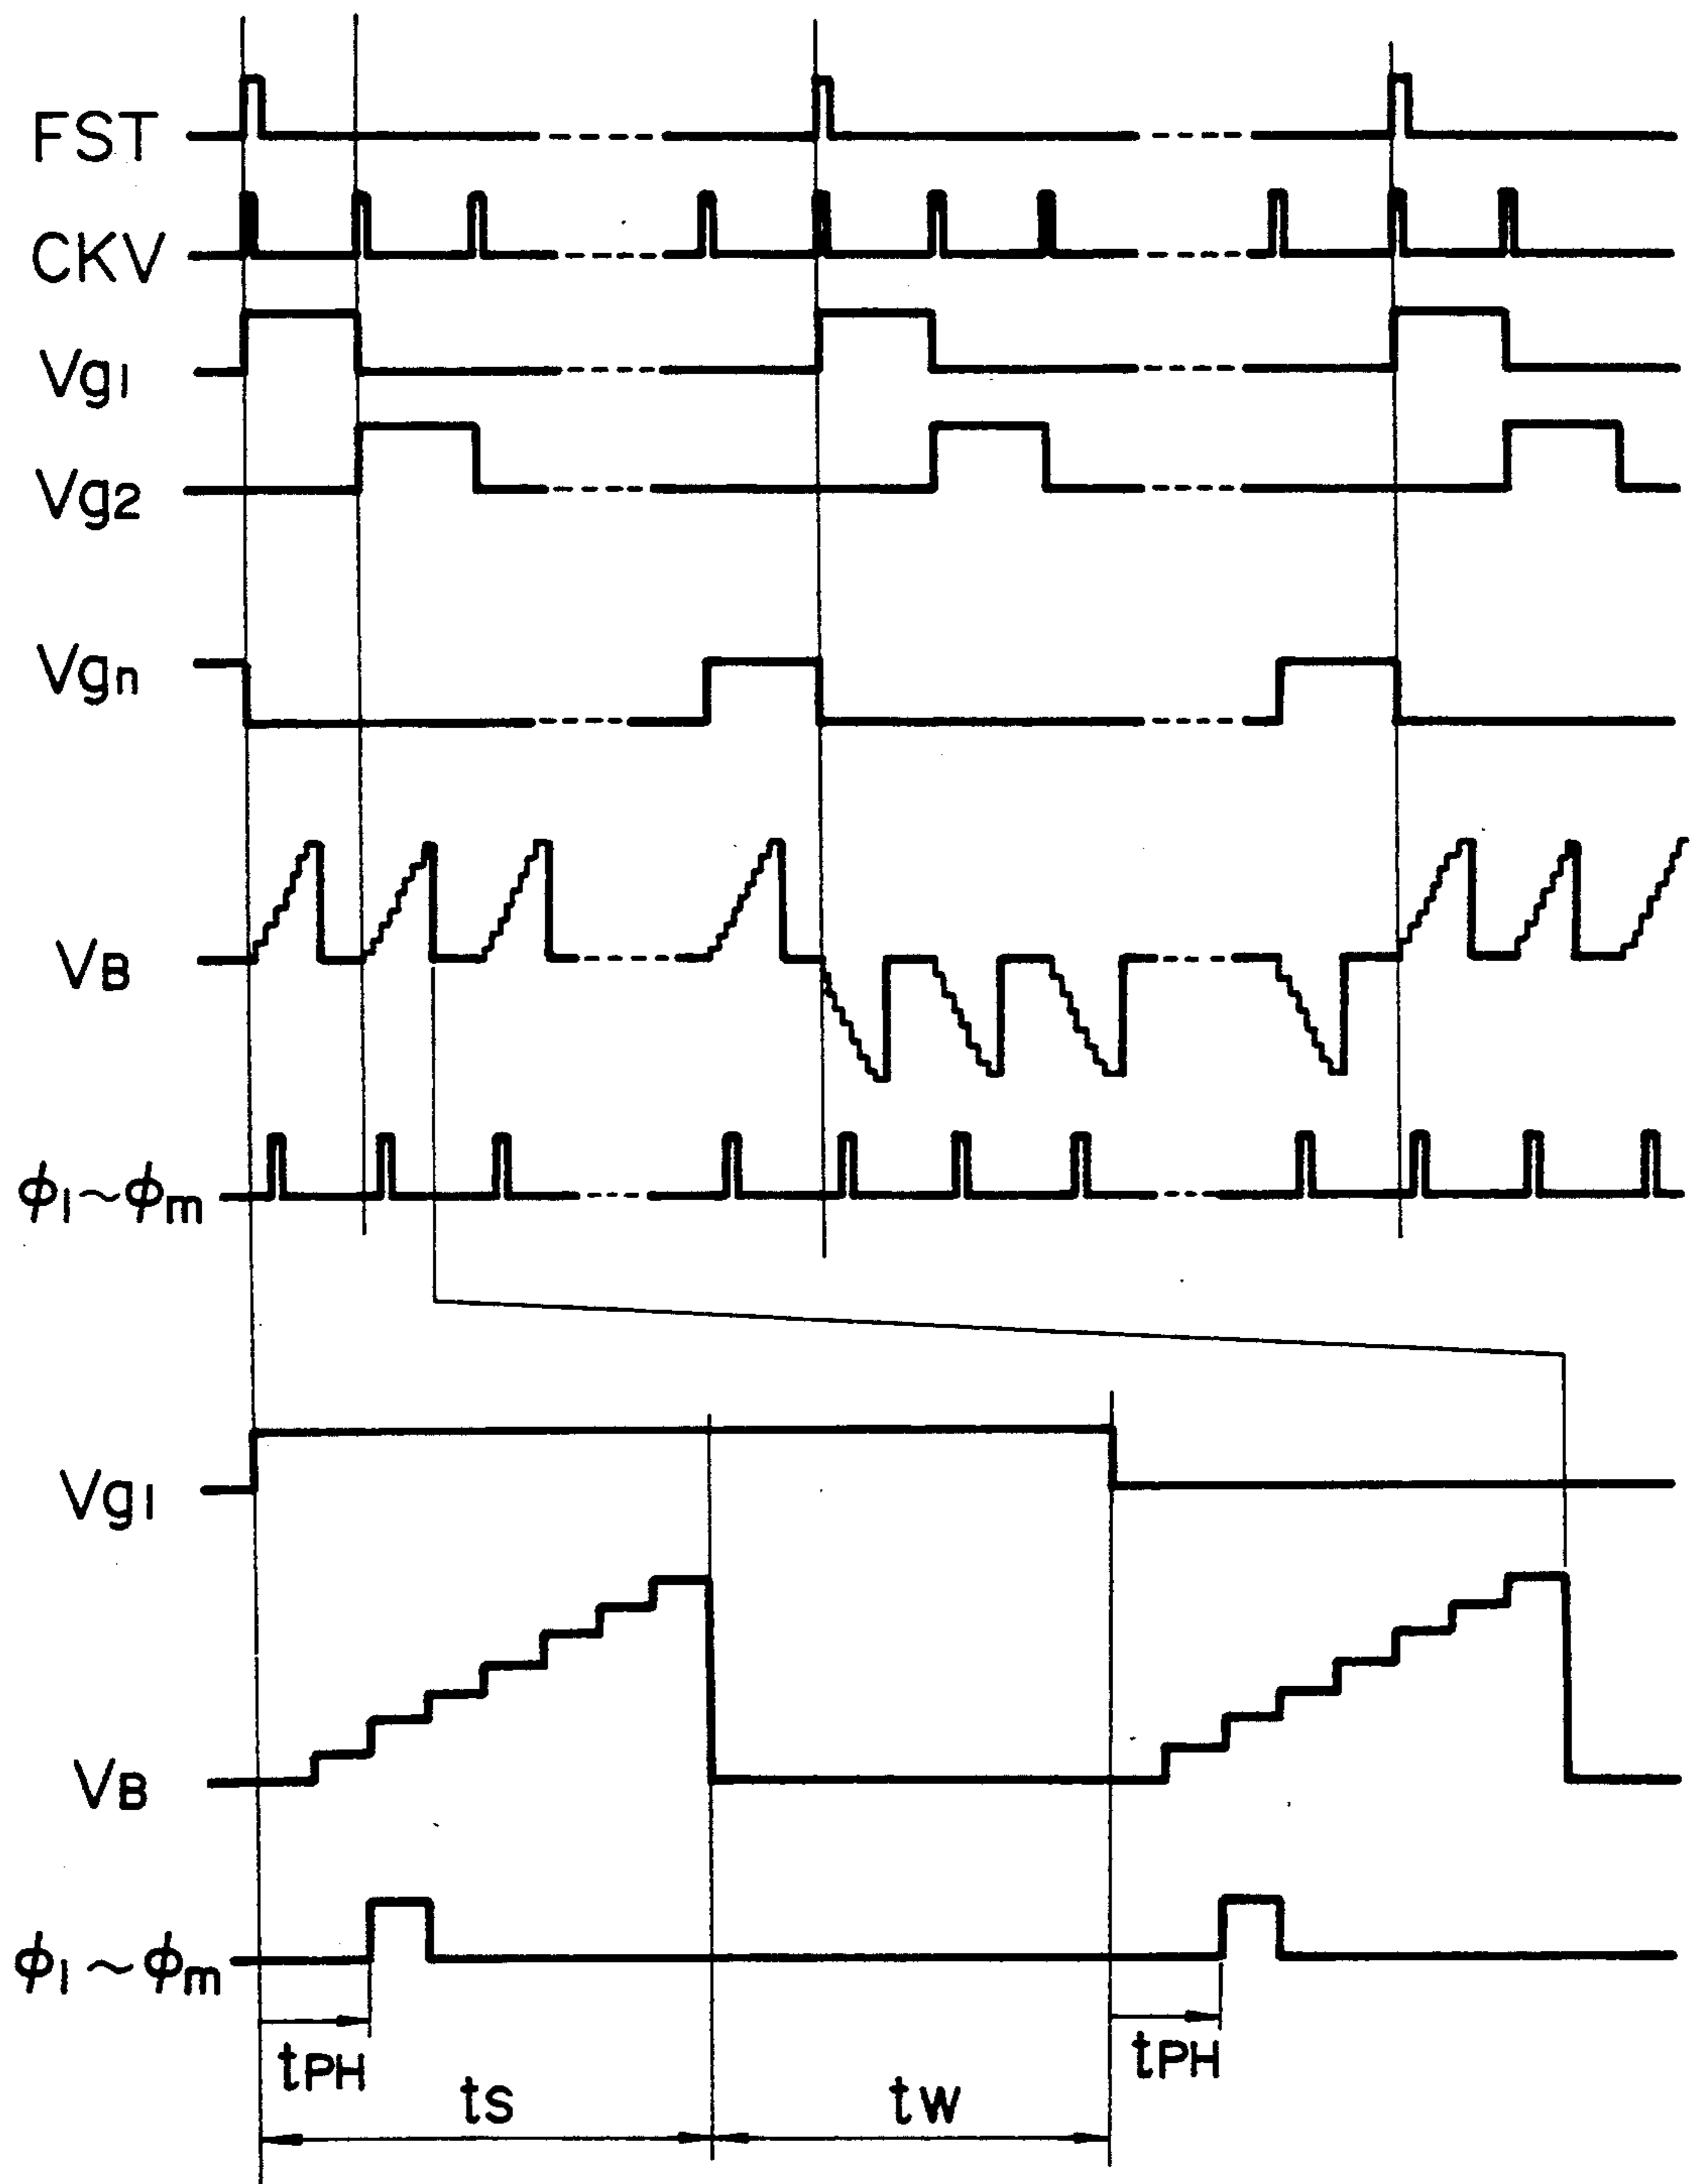 FST
CKV
Vg1
Vg2
Vgn
VB
ϕ1~ϕm
Vg1
VB
ϕ1~ϕm
tPH
tPH
ts
tw